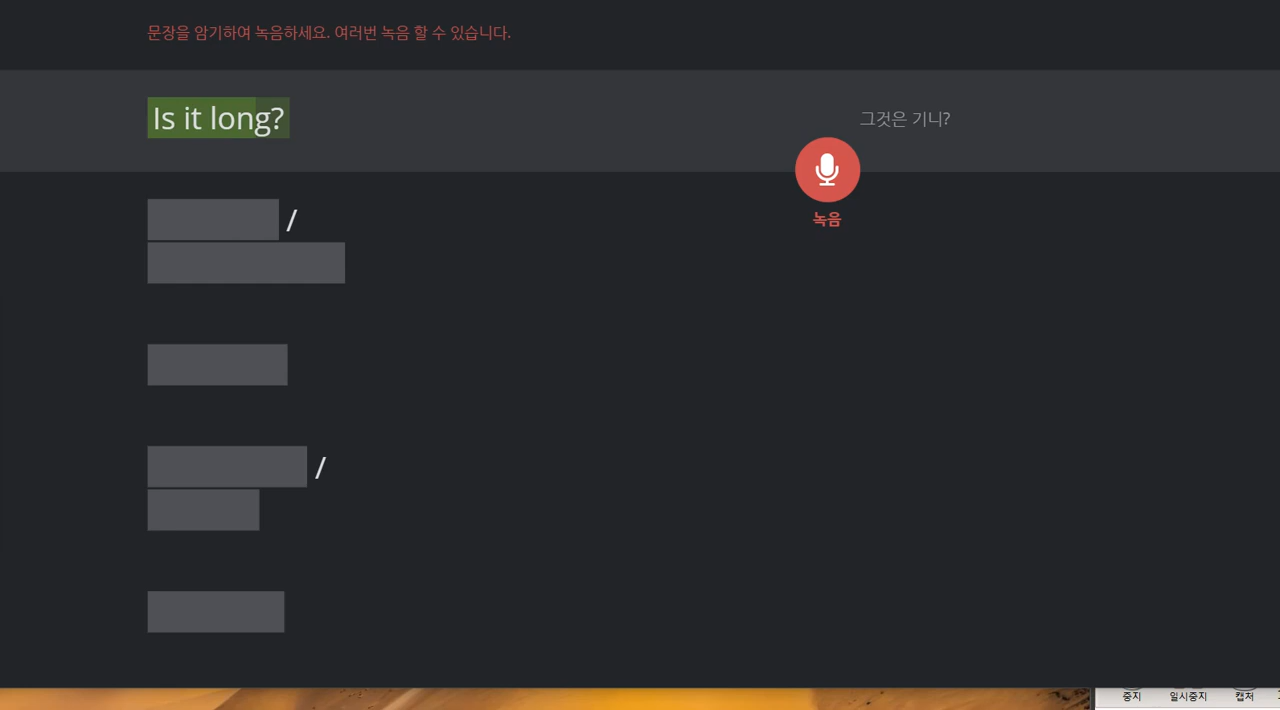 문장을 암기하여 녹음하세요. 여러번 녹음 할 수 있습니다.
Is it long?
그것은 기니?
녹음
/
/
중지 일시중지 캡처